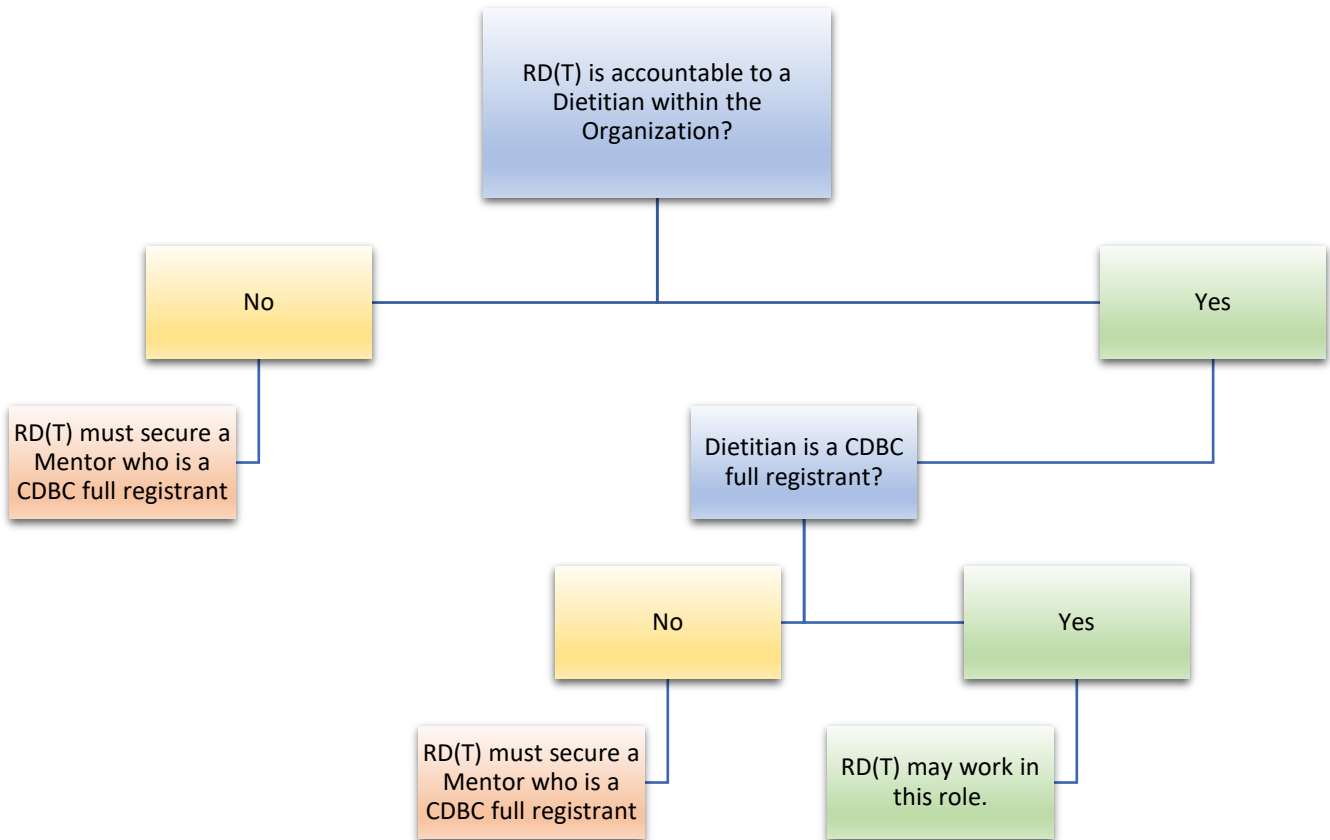 RD(T) is accountable to a
Dietitian within the
Organization?
No
Yes
RD(T) must secure a
Mentor who is a
CDBC full registrant
Dietitian is a CDBC
full registrant?
No
Yes
RD(T) must secure a
Mentor who is a
CDBC full registrant
RD(T) may work in
this role.